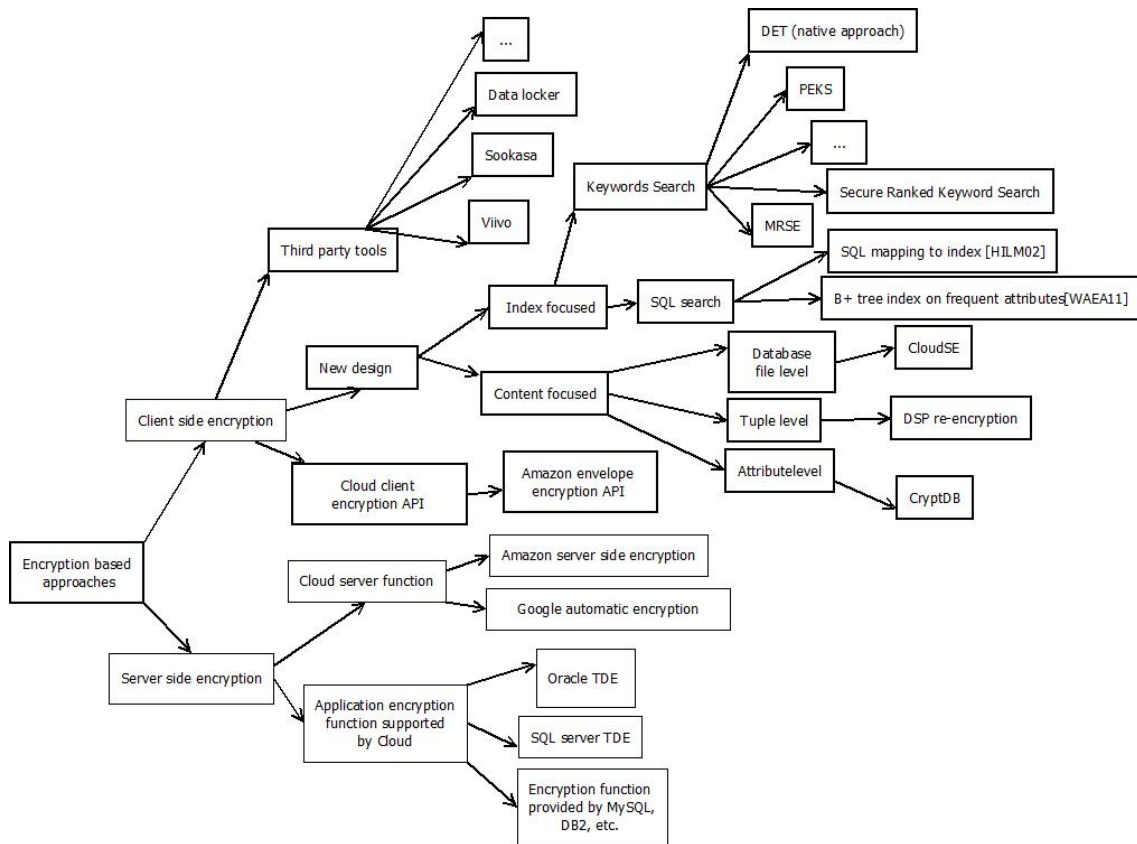 ...
DET (native approach)
Data locker
PEKS
Sookasa
...
Keywords Search
Secure Ranked Keyword Search
Viivo
MRSE
Third party tools
SQL mapping to index [HILM02]
Index focused
SQL search
B+ tree index on frequent attributes[WAEA11]
New design
Database
file level
CloudSE
Content focused
Client side encryption
Tuple level
DSP re-encryption
Cloud client
encryption API
Amazon envelope
encryption API
Attributelevel
CryptDB
Encryption based
approaches
Cloud server function
Amazon server side encryption
Google automatic encryption
Server side encryption
Application encryption
function supported
by Cloud
Oracle TDE
SQL server TDE
Encryption function
provided by MySQL,
DB2, etc.